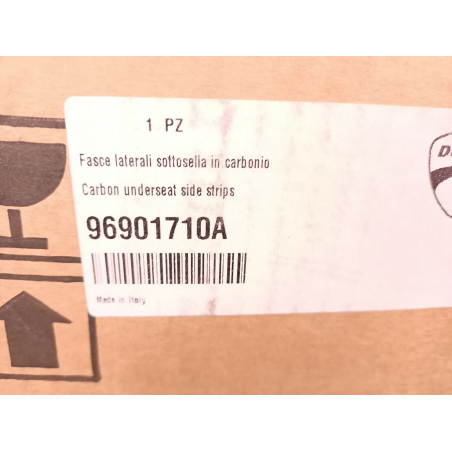 1 PZ
Fasce laterali sottosella in carbonio
Carbon underseat side strips
96901710A
Made in Italy